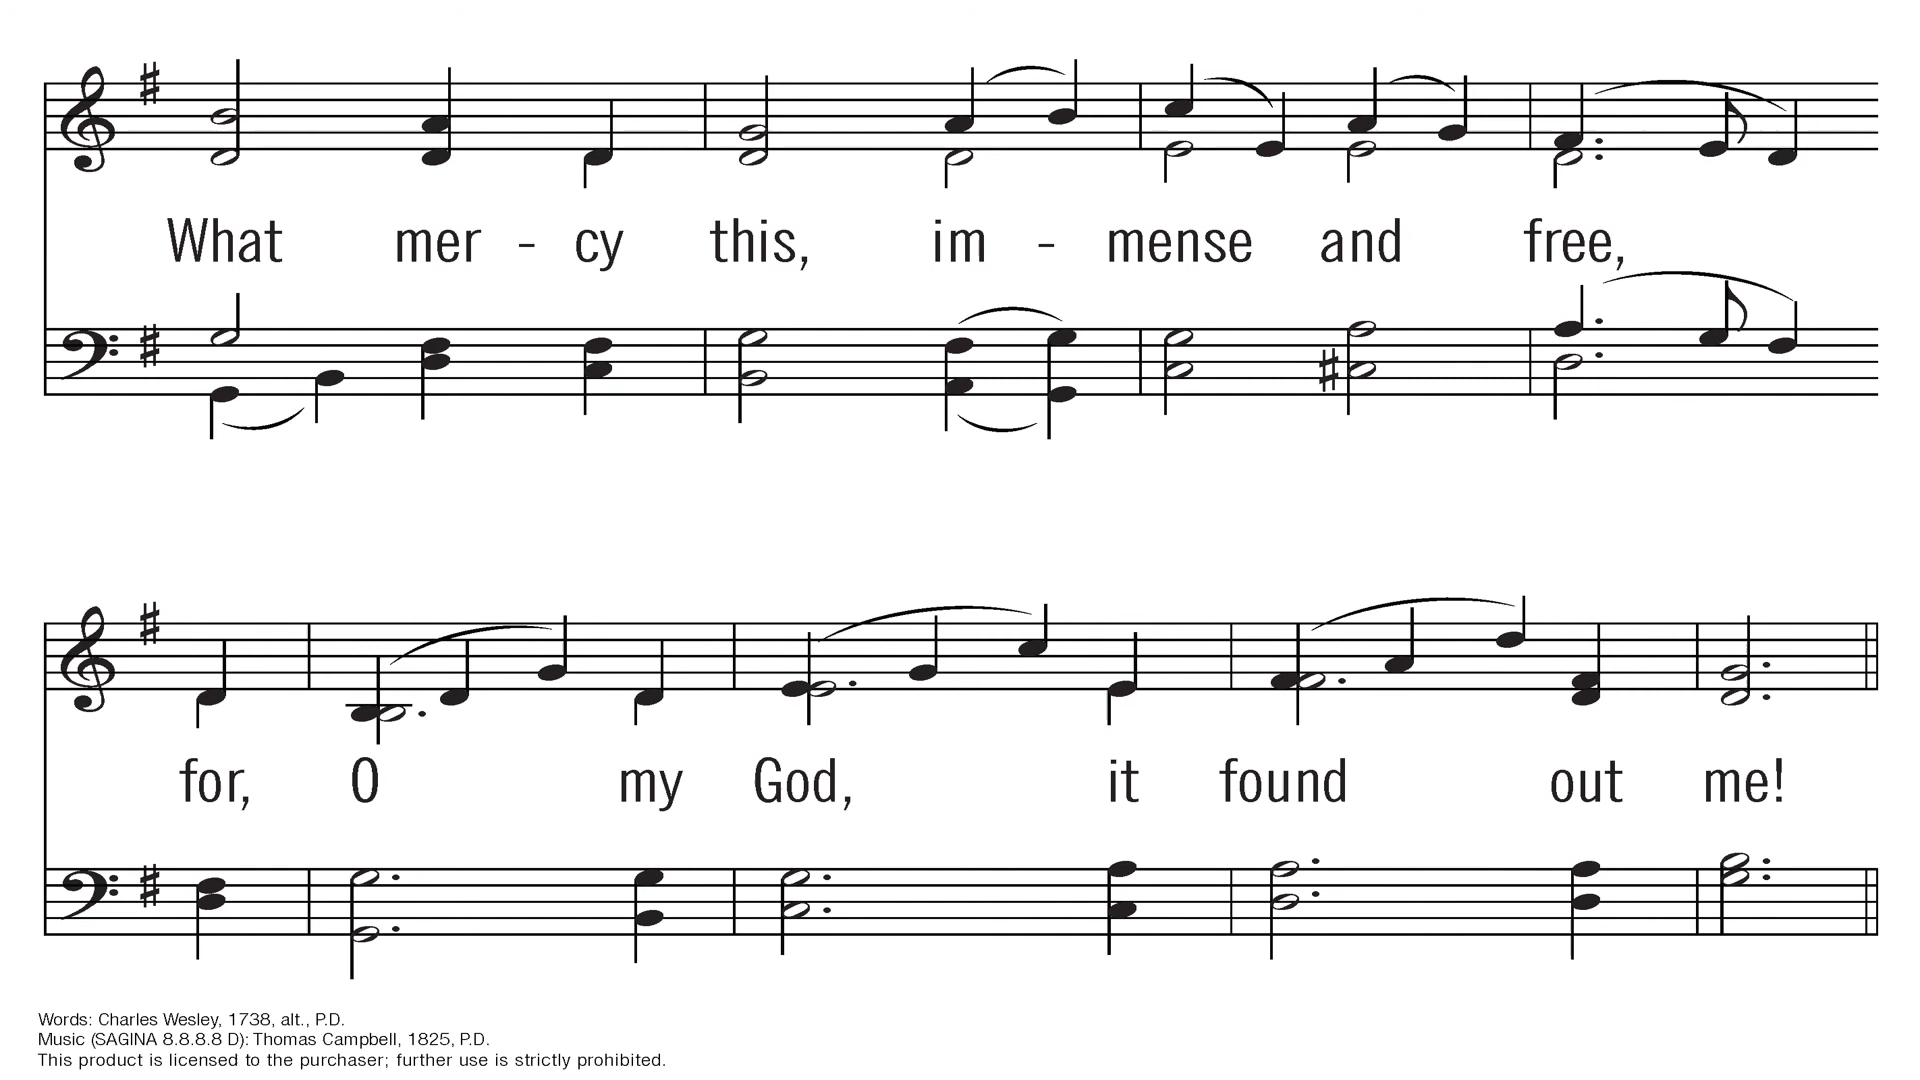 What mer - cy this, im - mense and free,
for, O my God, it found out me!
Words: Charles Wesley, 1738, alt., P.D.
Music (SAGINA 8.8.8.8 D): Thomas Campbell, 1825, P.D.
This product is licensed to the purchaser; further use is strictly prohibited.